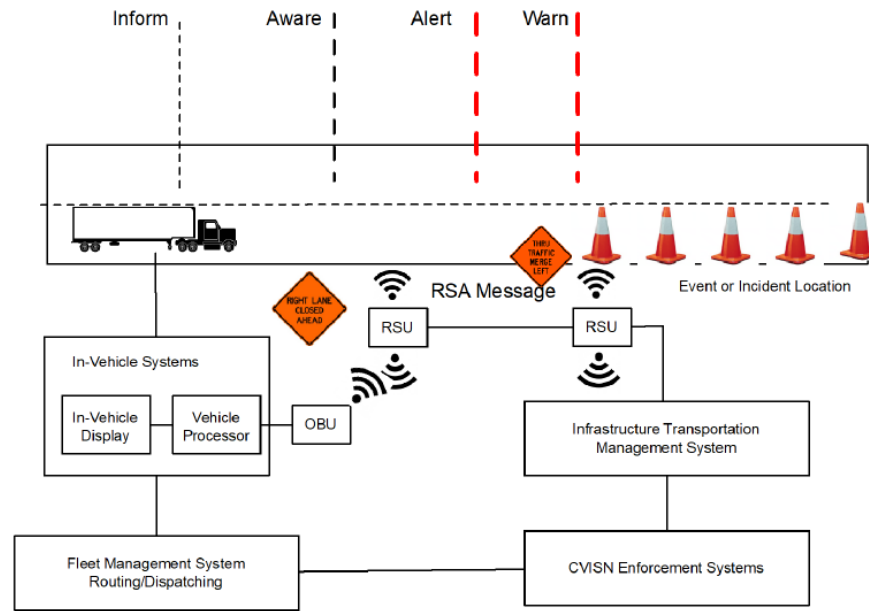 Inform
Aware
Alert
Warn
THRU
TRAFFIC
MERGE
LEFT
RIGHT LANE
CLOSED
AHEAD
RSA Message
Event or Incident Location
RSU
RSU
In-Vehicle Systems
In-Vehicle
Display
Vehicle
Processor
OBU
Infrastructure Transportation
Management System
Fleet Management System
Routing/Dispatching
CVISN Enforcement Systems